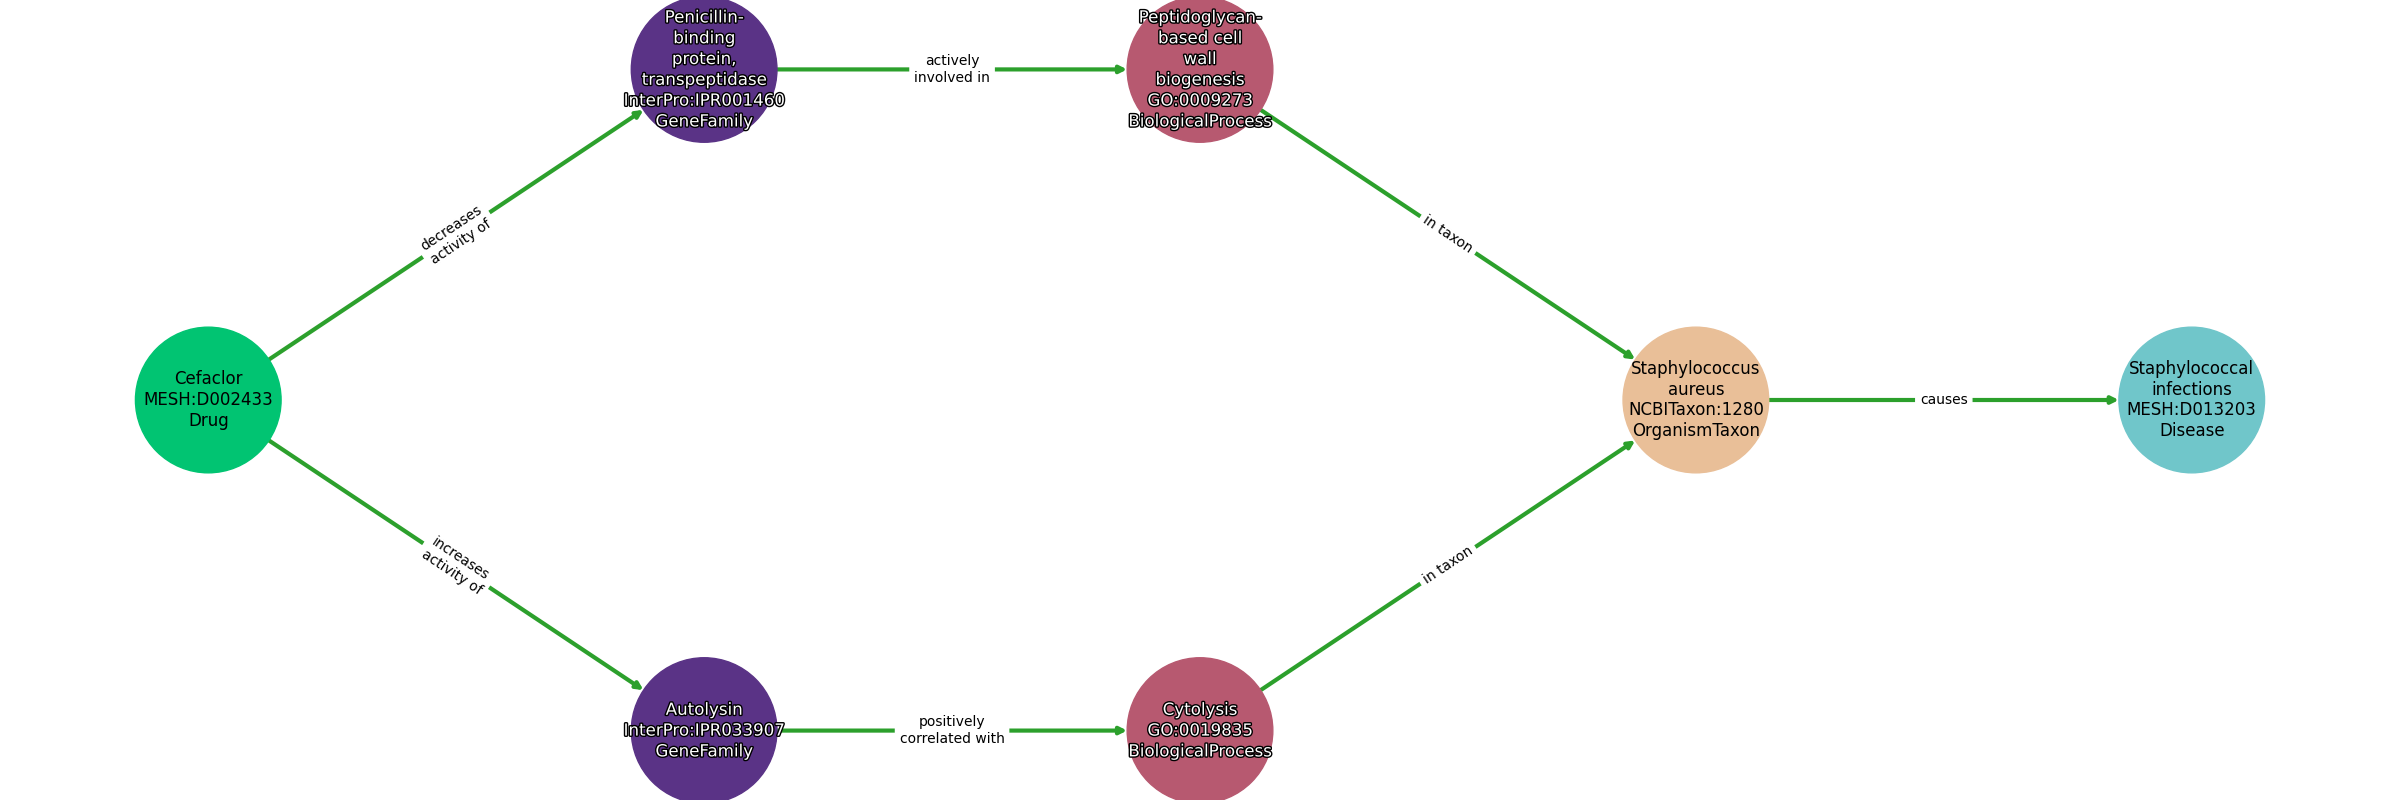 Penicillin-
binding
protein,
transpeptidase
InterPro:IPR001460
GeneFamily
actively
involved in
Peptidoglycan-
based cell
wall
biogenesis
GO:0009273
BiologicalProcess
decreases
activity of
in taxon
Cefaclor
MESH:D002433
Drug
Staphylococcus
aureus
NCBITaxon:1280
OrganismTaxon
causes
Staphylococcal
infections
MESH:D013203
Disease
increases
activity of
in taxon
Autolysin
InterPro:IPR033907
GeneFamily
positively
correlated with
Cytolysis
GO:0019835
BiologicalProcess